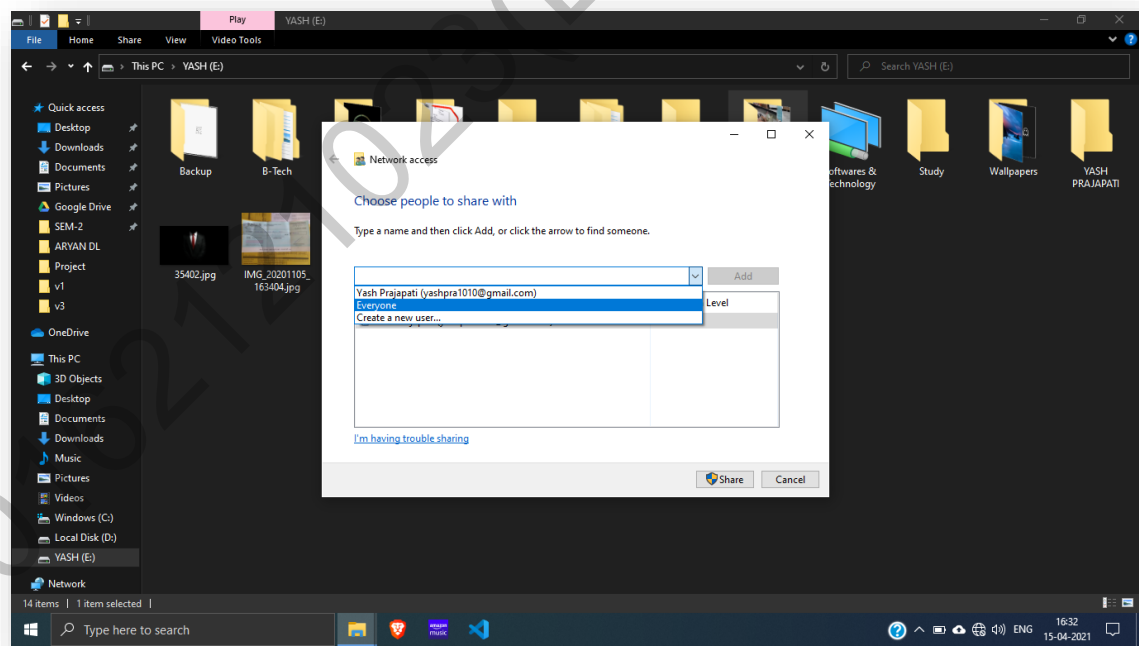 Play YASH (E:)
File Home Share View Video Tools
This PC > YASH (E:)
Search YASH (E:)
Quick access
Desktop
Downloads
Documents
Pictures
Google Drive
SEM-2
ARYAN DL
Project
v1
v3
OneDrive
This PC
3D Objects
Desktop
Documents
Downloads
Music
Pictures
Videos
Windows (C:)
Local Disk (D:)
YASH (E:)
Network
Backup
B-Tech
oftwares &
echnology
Study
Wallpapers
YASH
PRAJAPATI
35402.jpg
IMG_20201105_
163404.jpg
Network access
Choose people to share with
Type a name and then click Add, or click the arrow to find someone.
Add
Yash Prajapati (yashpra1010@gmail.com)
Everyone
Create a new user...
Level
I'm having trouble sharing
Share Cancel
14 items 1 item selected
Type here to search
amazon
music
ENG
16:32
15-04-2021